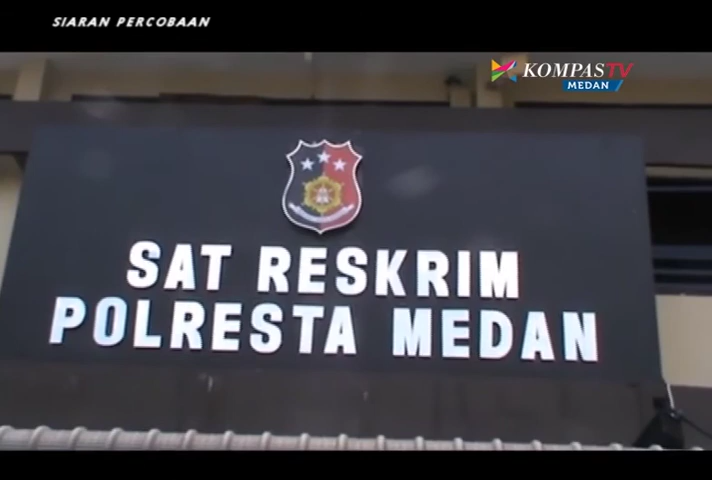 SIARAN PERCOBAAN
KOMPASTV
MEDAN
SAT RESKRIM
POLRESTA MEDAN